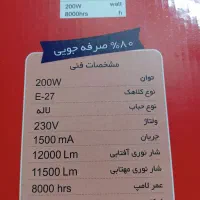 200W watt
8000hrs h
۸۰% صرفه جویی
مشخصات فنی
توان 200W
نوع کلاهک E-27
نوع حباب لاله
ولتاژ 230V
جریان 1500 mA
شار نوری آفتابی 12000 Lm
شار نوری مهتابی 11500 Lm
عمر لامپ 8000 hrs